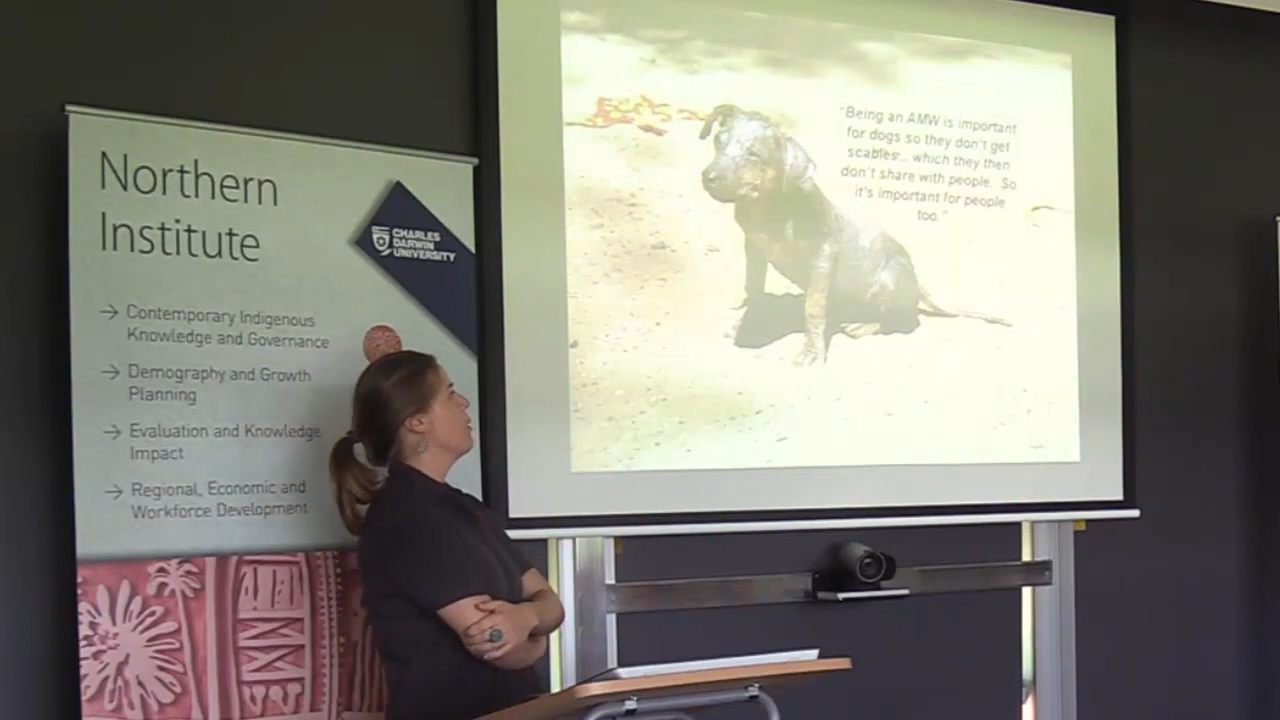 Northern
Institute
CHARLES
DARWIN
UNIVERSITY
→ Contemporary Indigenous
Knowledge and Governance
→ Demography and Growth
Planning
→ Evaluation and Knowledge
Impact
→ Regional, Economic and
Workforce Development
"Being an AMW is important
for dogs so they don't get
scabies... which they then
don't share with people. So
it's important for people
too."